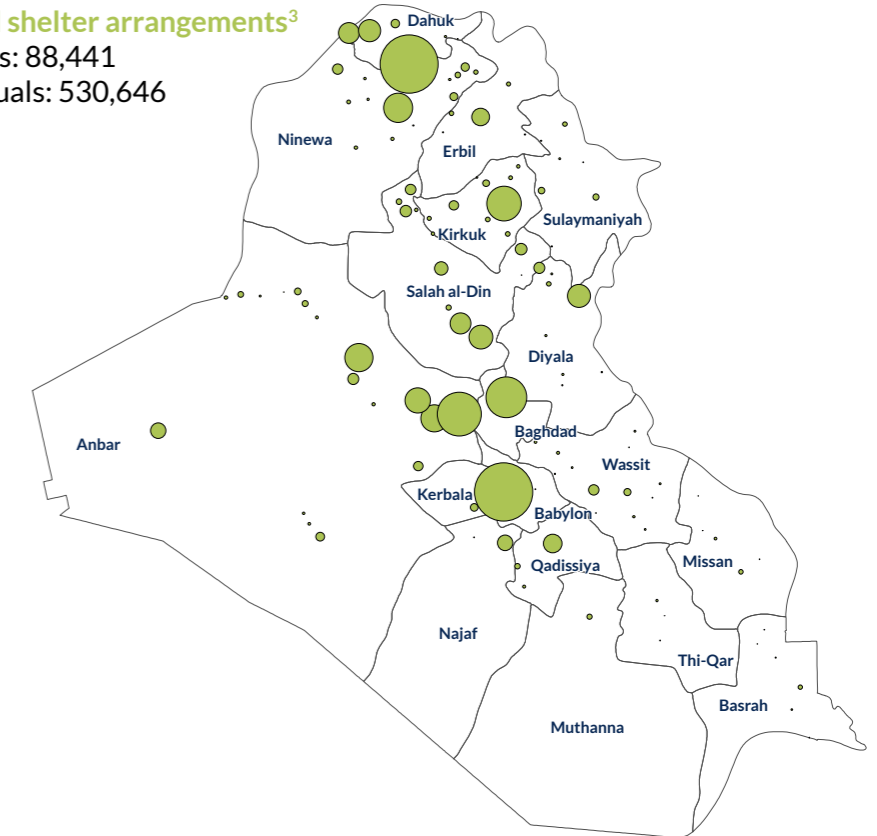 shelter arrangements³
s: 88,441
uals: 530,646
Dahuk
Ninewa
Erbil
Sulaymaniyah
Kirkuk
Salah al-Din
Diyala
Baghdad
Anbar
Wassit
Kerbala
Babylon
Missan
Qadissiya
Najaf
Thi-Qar
Basrah
Muthanna